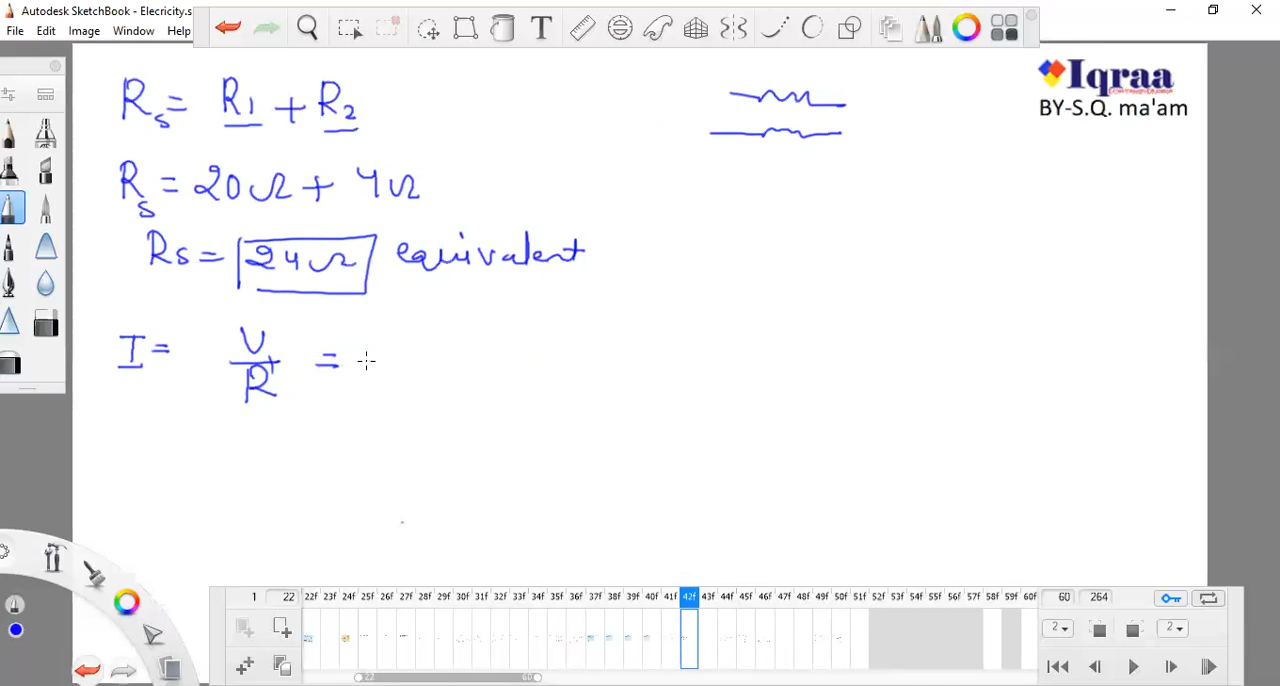 Autodesk SketchBook - Elecricity.s
File Edit Image Window Help
T
Iqraa
BY-S.Q. ma'am
Rs = R1 + R2
Rs = 20Ω + 4Ω
Rs = 24Ω equivalent
I = V/R =
1 22 22f 23f 24f 25f 26f 27f 28f 29f 30f 31f 32f 33f 34f 35f 36f 37f 38f 39f 40f 41f 42f 43f 44f 45f 46f 47f 48f 49f 50f 51f 52f 53f 54f 55f 56f 57f 58f 59f 60f 60 264
2 2
22 60